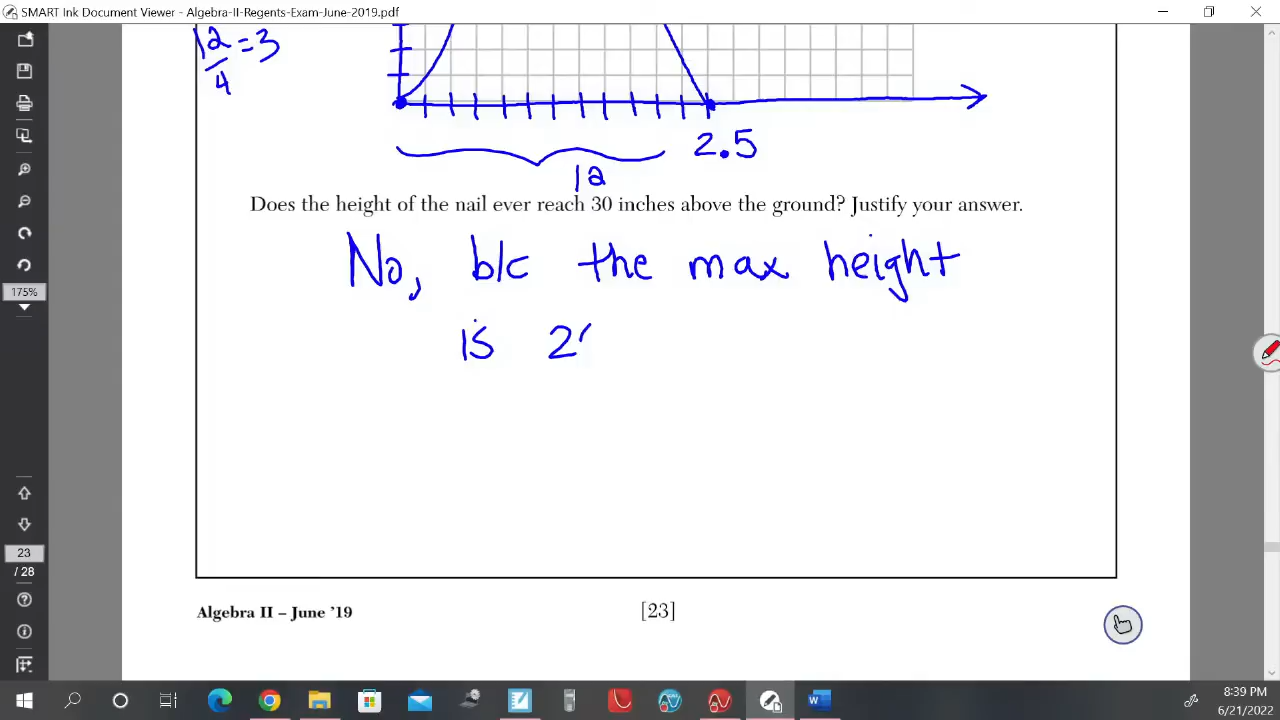 SMART Ink Document Viewer - Algebra-II-Regents-Exam-June-2019.pdf
12/4 = 3
2.5
12
Does the height of the nail ever reach 30 inches above the ground? Justify your answer.
No, b/c the max height
is 2
175%
23
/ 28
Algebra II – June ’19
[23]
8:39 PM
6/21/2022